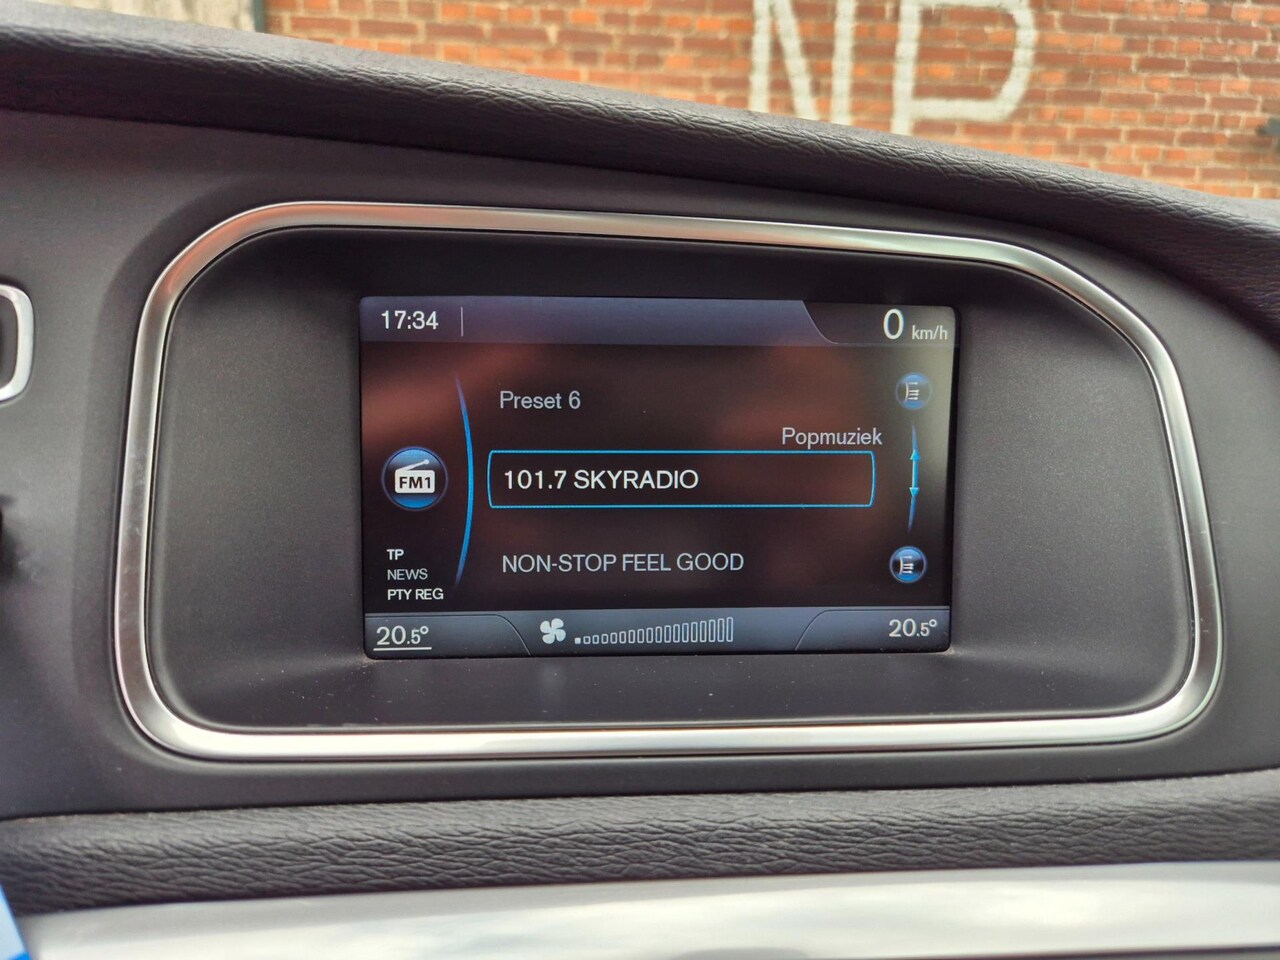 NP
17:34
0 km/h
Preset 6
Popmuziek
FM1
101.7 SKYRADIO
TP
NEWS
PTY REG
NON-STOP FEEL GOOD
20.5°
20.5°